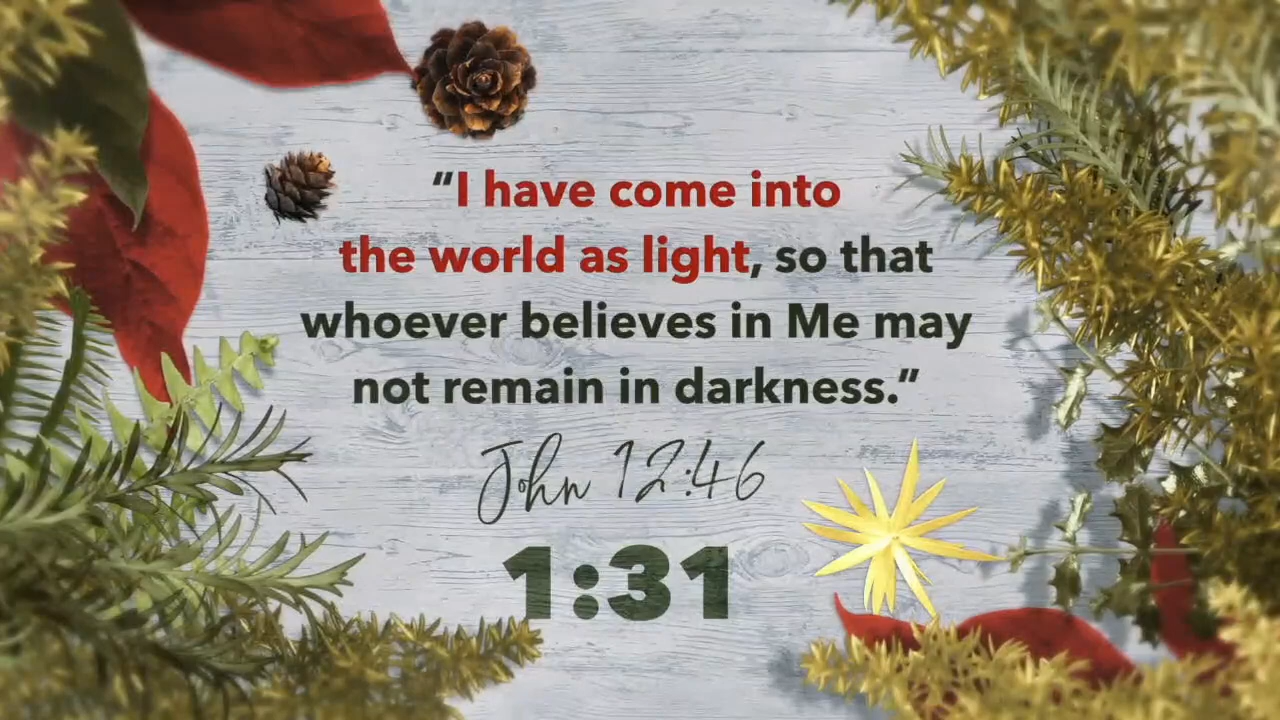 “I have come into
the world as light, so that
whoever believes in Me may
not remain in darkness.”
John 12:46
1:31